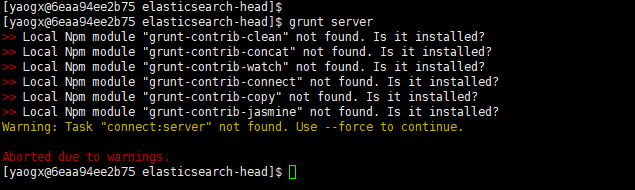 [yaogx@6eaa94ee2b75 elasticsearch-head]$
[yaogx@6eaa94ee2b75 elasticsearch-head]$ grunt server
>> Local Npm module "grunt-contrib-clean" not found. Is it installed?
>> Local Npm module "grunt-contrib-concat" not found. Is it installed?
>> Local Npm module "grunt-contrib-watch" not found. Is it installed?
>> Local Npm module "grunt-contrib-connect" not found. Is it installed?
>> Local Npm module "grunt-contrib-copy" not found. Is it installed?
>> Local Npm module "grunt-contrib-jasmine" not found. Is it installed?
Warning: Task "connect:server" not found. Use --force to continue.
Aborted due to warnings.
[yaogx@6eaa94ee2b75 elasticsearch-head]$